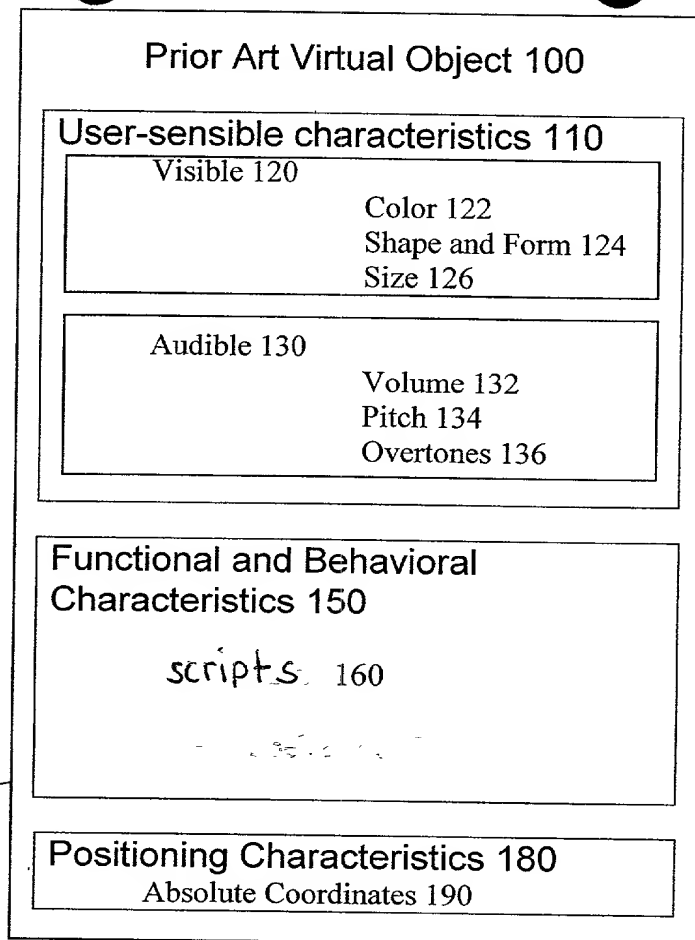 Prior Art Virtual Object 100
User-sensible characteristics 110
Visible 120
Color 122
Shape and Form 124
Size 126
Audible 130
Volume 132
Pitch 134
Overtones 136
Functional and Behavioral
Characteristics 150
scripts 160
Positioning Characteristics 180
Absolute Coordinates 190